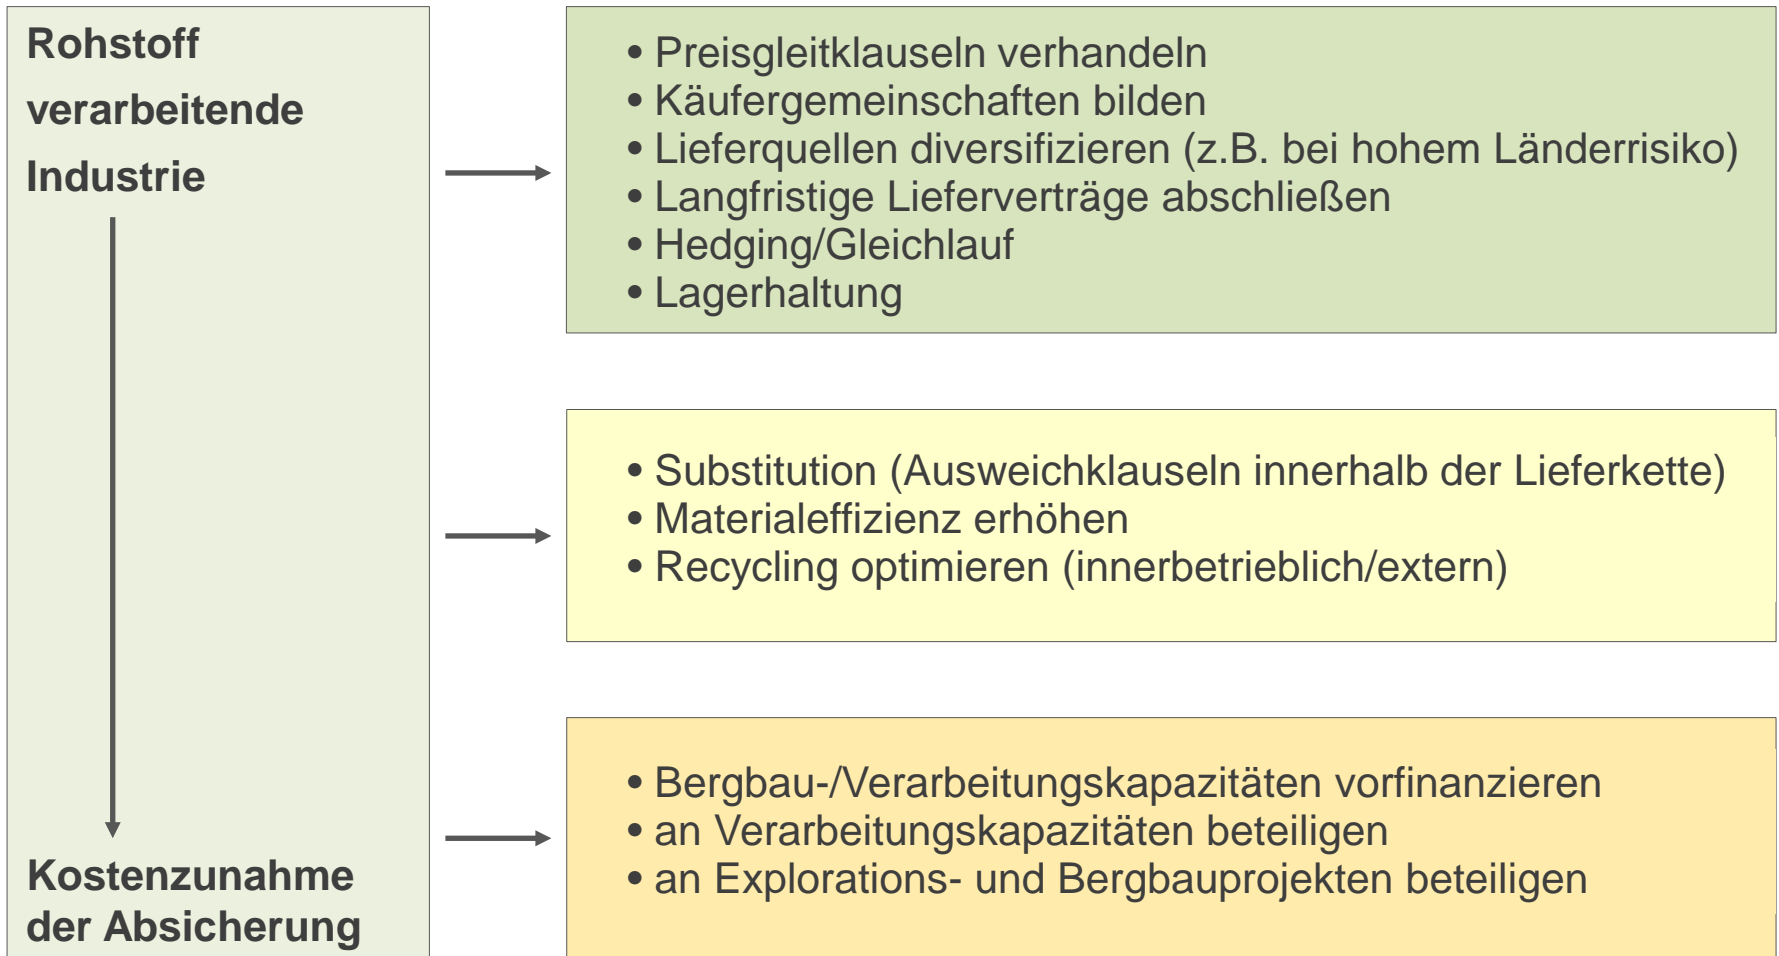 Rohstoff
verarbeitende
Industrie
Kostenzunahme
der Absicherung
• Preisgleitklauseln verhandeln
• Käufergemeinschaften bilden
• Lieferquellen diversifizieren (z.B. bei hohem Länderrisiko)
• Langfristige Lieferverträge abschließen
• Hedging/Gleichlauf
• Lagerhaltung
• Substitution (Ausweichklauseln innerhalb der Lieferkette)
• Materialeffizienz erhöhen
• Recycling optimieren (innerbetrieblich/extern)
• Bergbau-/Verarbeitungskapazitäten vorfinanzieren
• an Verarbeitungskapazitäten beteiligen
• an Explorations- und Bergbauprojekten beteiligen